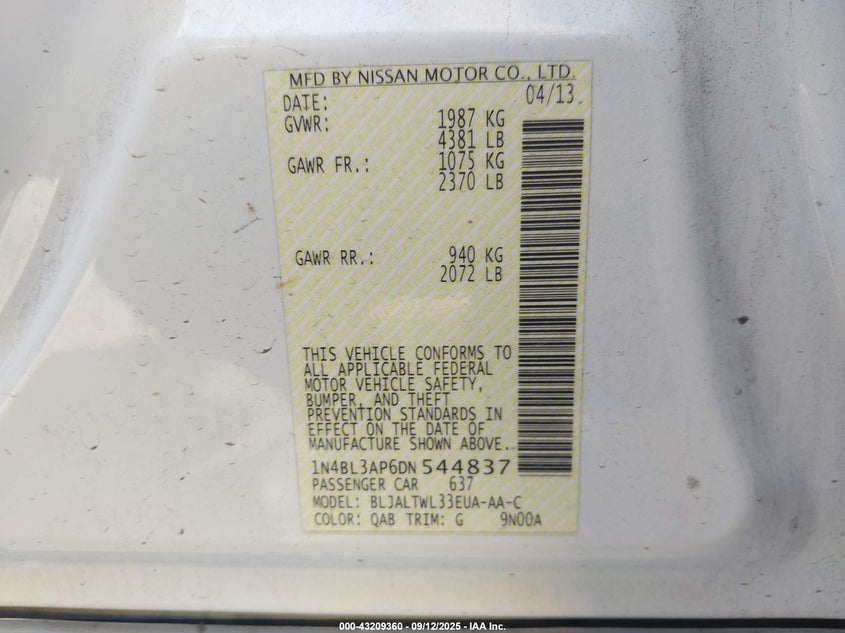 MFD BY NISSAN MOTOR CO., LTD.
DATE: 04/13
GVWR: 1987 KG
4381 LB
GAWR FR.: 1075 KG
2370 LB
GAWR RR.: 940 KG
2072 LB
THIS VEHICLE CONFORMS TO
ALL APPLICABLE FEDERAL
MOTOR VEHICLE SAFETY,
BUMPER, AND THEFT
PREVENTION STANDARDS IN
EFFECT ON THE DATE OF
MANUFACTURE SHOWN ABOVE.
1N4BL3AP6DN544837
PASSENGER CAR 637
MODEL: BLJALTWL33EUA-AA-C
COLOR: QAB TRIM: G 9N00A
000-43209360 - 09/12/2025 - IAA Inc.